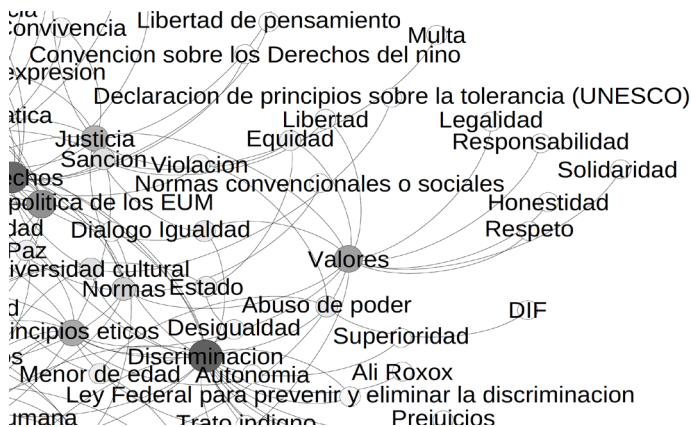 Libertad de pensamiento
Convivencia
Multa
Convencion sobre los Derechos del nino
expresion
Declaracion de principios sobre la tolerancia (UNESCO)
Libertad
Legalidad
Justicia
Equidad
Responsabilidad
Sancion
Violacion
Solidaridad
echos
Normas convencionales o sociales
politica de los EUM
Honestidad
dad
Dialogo
Igualdad
Respeto
Paz
Valores
iversidad cultural
Normas
Estado
Abuso de poder
DIF
incipios eticos
Desigualdad
Superioridad
Discriminacion
Menor de edad
Autonomia
Ali Roxox
Ley Federal para prevenir y eliminar la discriminacion
umana
Trato indigno
Prejuicios